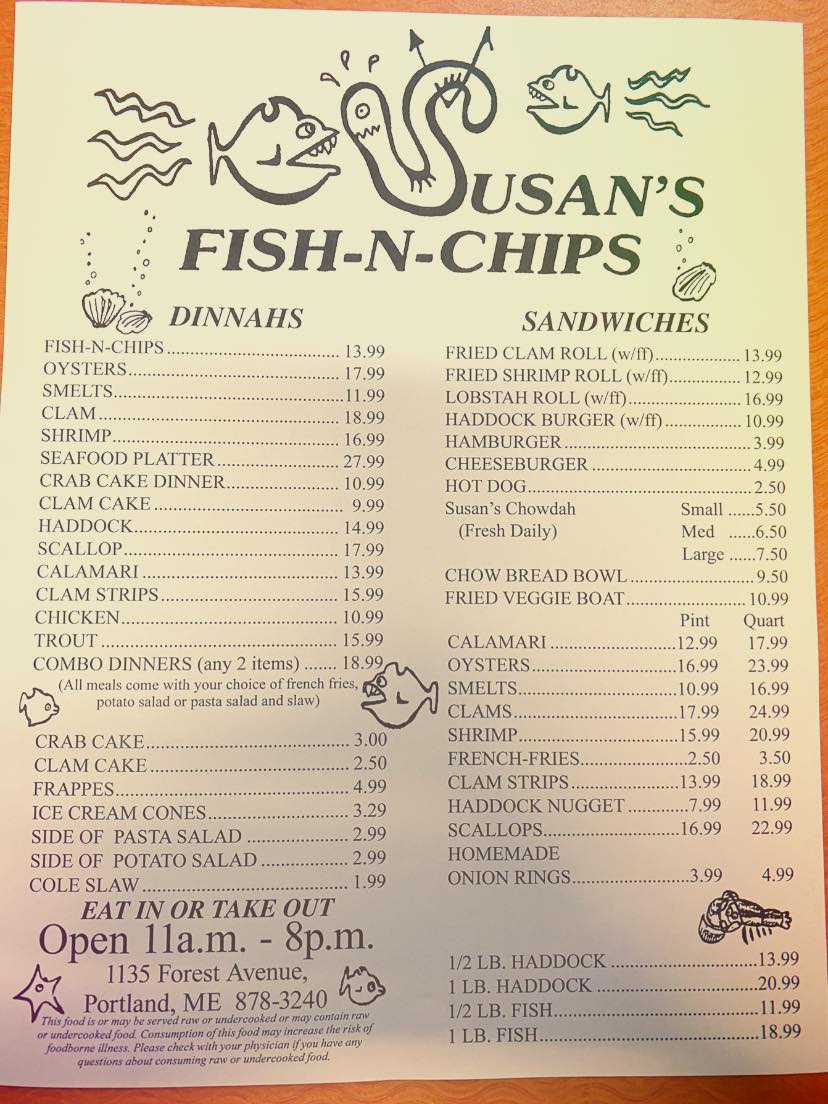 SUSAN'S
FISH-N-CHIPS
DINNAHS
FISH-N-CHIPS.................................. 13.99
OYSTERS.......................................... 17.99
SMELTS.............................................11.99
CLAM................................................ 18.99
SHRIMP.............................................. 16.99
SEAFOOD PLATTER........................ 27.99
CRAB CAKE DINNER...................... 10.99
CLAM CAKE.................................... 9.99
HADDOCK......................................... 14.99
SCALLOP........................................... 17.99
CALAMARI....................................... 13.99
CLAM STRIPS................................... 15.99
CHICKEN........................................... 10.99
TROUT............................................... 15.99
COMBO DINNERS (any 2 items) ...... 18.99
(All meals come with your choice of french fries,
potato salad or pasta salad and slaw)
CRAB CAKE........................................ 3.00
CLAM CAKE....................................... 2.50
FRAPPES............................................. 4.99
ICE CREAM CONES........................... 3.29
SIDE OF PASTA SALAD .................... 2.99
SIDE OF POTATO SALAD ................. 2.99
COLE SLAW........................................ 1.99
EAT IN OR TAKE OUT
Open 11a.m. - 8p.m.
1135 Forest Avenue,
Portland, ME 878-3240
This food is or may be served raw or undercooked or may contain raw
or undercooked food. Consumption of this food may increase the risk of
foodborne illness. Please check with your physician if you have any
questions about consuming raw or undercooked food.
SANDWICHES
FRIED CLAM ROLL (w/ff).................. 13.99
FRIED SHRIMP ROLL (w/ff)............... 12.99
LOBSTAH ROLL (w/ff)........................ 16.99
HADDOCK BURGER (w/ff)................ 10.99
HAMBURGER........................................ 3.99
CHEESEBURGER .................................. 4.99
HOT DOG................................................ 2.50
Susan's Chowdah Small ......5.50
(Fresh Daily) Med ......6.50
Large ......7.50
CHOW BREAD BOWL........................... 9.50
FRIED VEGGIE BOAT.......................... 10.99
Pint Quart
CALAMARI...........................12.99 17.99
OYSTERS..............................16.99 23.99
SMELTS.................................10.99 16.99
CLAMS..................................17.99 24.99
SHRIMP.................................15.99 20.99
FRENCH-FRIES.....................2.50 3.50
CLAM STRIPS.......................13.99 18.99
HADDOCK NUGGET.............7.99 11.99
SCALLOPS.............................16.99 22.99
HOMEMADE
ONION RINGS.........................3.99 4.99
1/2 LB. HADDOCK ...............................13.99
1 LB. HADDOCK ..................................20.99
1/2 LB. FISH...........................................11.99
1 LB. FISH..............................................18.99